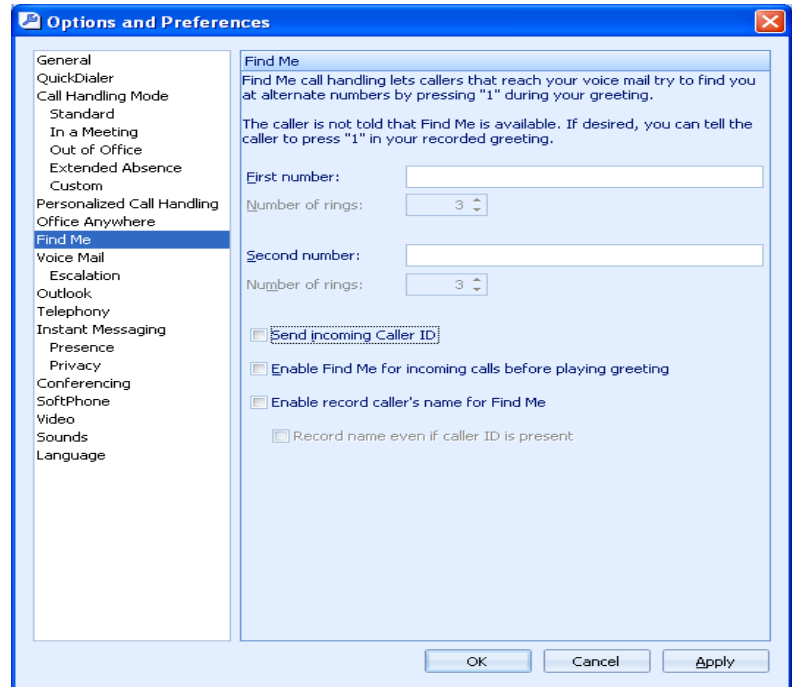 Options and Preferences
General
QuickDialer
Call Handling Mode
Standard
In a Meeting
Out of Office
Extended Absence
Custom
Personalized Call Handling
Office Anywhere
Find Me
Voice Mail
Escalation
Outlook
Telephony
Instant Messaging
Presence
Privacy
Conferencing
SoftPhone
Video
Sounds
Language
Find Me
Find Me call handling lets callers that reach your voice mail try to find you
at alternate numbers by pressing "1" during your greeting.
The caller is not told that Find Me is available. If desired, you can tell the
caller to press "1" in your recorded greeting.
First number:
Number of rings: 3
Second number:
Number of rings: 3
Send incoming Caller ID
Enable Find Me for incoming calls before playing greeting
Enable record caller's name for Find Me
Record name even if caller ID is present
OK Cancel Apply